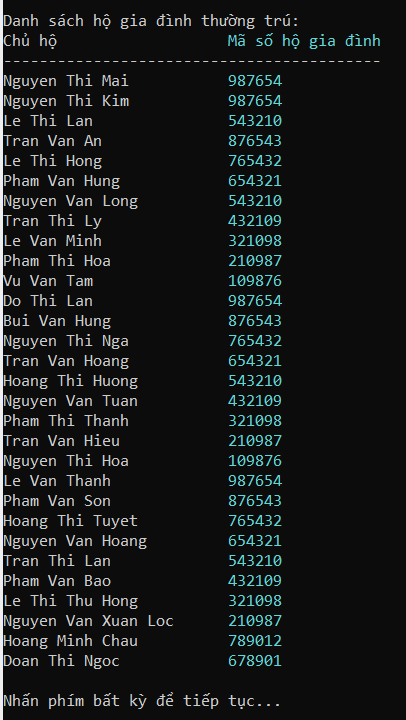 Danh sách hộ gia đình thường trú:
Chủ hộ Mã số hộ gia đình
------------------------------------------
Nguyen Thi Mai 987654
Nguyen Thi Kim 987654
Le Thi Lan 543210
Tran Van An 876543
Le Thi Hong 765432
Pham Van Hung 654321
Nguyen Van Long 543210
Tran Thi Ly 432109
Le Van Minh 321098
Pham Thi Hoa 210987
Vu Van Tam 109876
Do Thi Lan 987654
Bui Van Hung 876543
Nguyen Thi Nga 765432
Tran Van Hoang 654321
Hoang Thi Huong 543210
Nguyen Van Tuan 432109
Pham Thi Thanh 321098
Tran Van Hieu 210987
Nguyen Thi Hoa 109876
Le Van Thanh 987654
Pham Van Son 876543
Hoang Thi Tuyet 765432
Nguyen Van Hoang 654321
Tran Thi Lan 543210
Pham Van Bao 432109
Le Thi Thu Hong 321098
Nguyen Van Xuan Loc 210987
Hoang Minh Chau 789012
Doan Thi Ngoc 678901
Nhấn phím bất kỳ để tiếp tục...